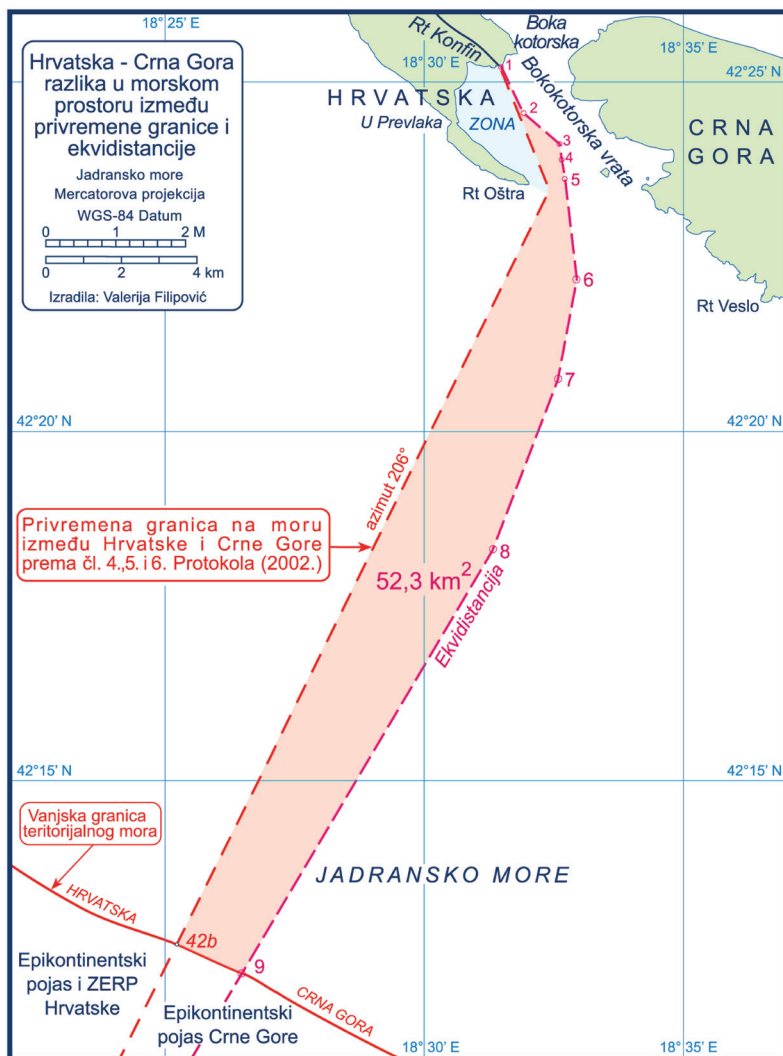 18˚ 25' E
Boka
kotorska
Rt Konfin
18˚ 30' E
18˚ 35' E
42˚25' N
Hrvatska - Crna Gora
razlika u morskom
prostoru između
privremene granice i
ekvidistancije
Jadransko more
Mercatorova projekcija
WGS-84 Datum
0 1 2 M
0 2 4 km
Izradila: Valerija Filipović
HRVATSKA
U Prevlaka
ZONA
Bokokotorska vrata
CRNA
GORA
1
2
3
4
5
Rt Oštra
6
Rt Veslo
7
42˚20' N
42˚20' N
azimut 206°
Privremena granica na moru
između Hrvatske i Crne Gore
prema čl. 4.,5. i 6. Protokola (2002.)
8
52,3 km²
Ekvidistancija
42˚15' N
42˚15' N
Vanjska granica
teritorijalnog mora
JADRANSKO MORE
HRVATSKA
42b
9
CRNA GORA
Epikontinentski
pojas i ZERP
Hrvatske
Epikontinentski
pojas Crne Gore
18˚ 30' E
18˚ 35' E